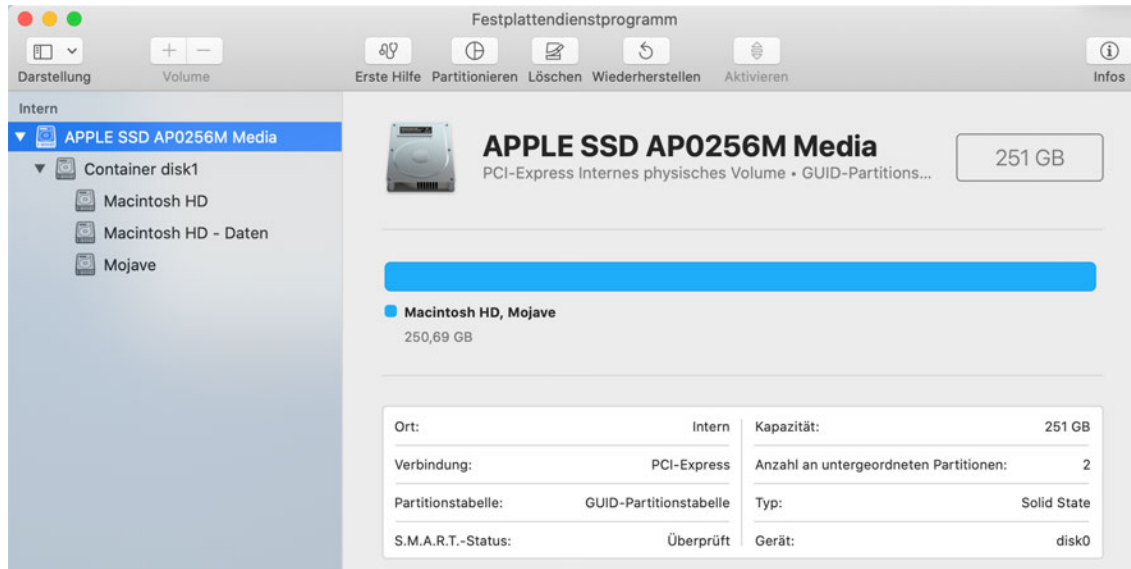 Festplattendienstprogramm
Darstellung Volume Erste Hilfe Partitionieren Löschen Wiederherstellen Aktivieren Infos
Intern
APPLE SSD AP0256M Media
Container disk1
Macintosh HD
Macintosh HD - Daten
Mojave
APPLE SSD AP0256M Media
PCI-Express Internes physisches Volume • GUID-Partitions...
251 GB
Macintosh HD, Mojave
250,69 GB
Ort: Intern Kapazität: 251 GB
Verbindung: PCI-Express Anzahl an untergeordneten Partitionen: 2
Partitionstabelle: GUID-Partitionstabelle Typ: Solid State
S.M.A.R.T.-Status: Überprüft Gerät: disk0